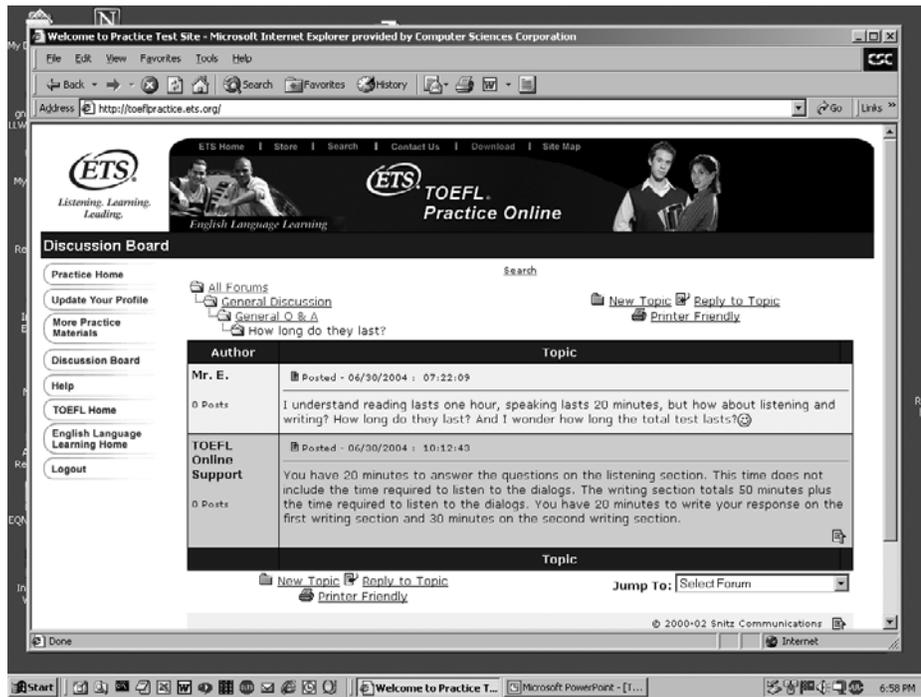 N
Welcome to Practice Test Site - Microsoft Internet Explorer provided by Computer Sciences Corporation
File Edit View Favorites Tools Help
CSC
Back Search Favorites History
Address http://toeflpractice.ets.org/ Go Links »
ETS Home | Store | Search | Contact Us | Download | Site Map
ETS
Listening. Learning.
Leading.
English Language Learning
ETS TOEFL.
Practice Online
Discussion Board
Practice Home
Update Your Profile
More Practice
Materials
Discussion Board
Help
TOEFL Home
English Language
Learning Home
Logout
Search
All Forums
General Discussion
General Q & A
How long do they last?
New Topic Reply to Topic
Printer Friendly
Author Topic
Mr. E.
0 Posts
Posted - 06/30/2004 : 07:22:09
I understand reading lasts one hour, speaking lasts 20 minutes, but how about listening and
writing? How long do they last? And I wonder how long the total test lasts?
TOEFL
Online
Support
0 Posts
Posted - 06/30/2004 : 10:12:43
You have 20 minutes to answer the questions on the listening section. This time does not
include the time required to listen to the dialogs. The writing section totals 50 minutes plus
the time required to listen to the dialogs. You have 20 minutes to write your response on the
first writing section and 30 minutes on the second writing section.
Topic
New Topic Reply to Topic
Printer Friendly
Jump To: Select Forum
© 2000-02 Snitz Communications
Done Internet
Start Welcome to Practice T... Microsoft PowerPoint - [T... 6:58 PM